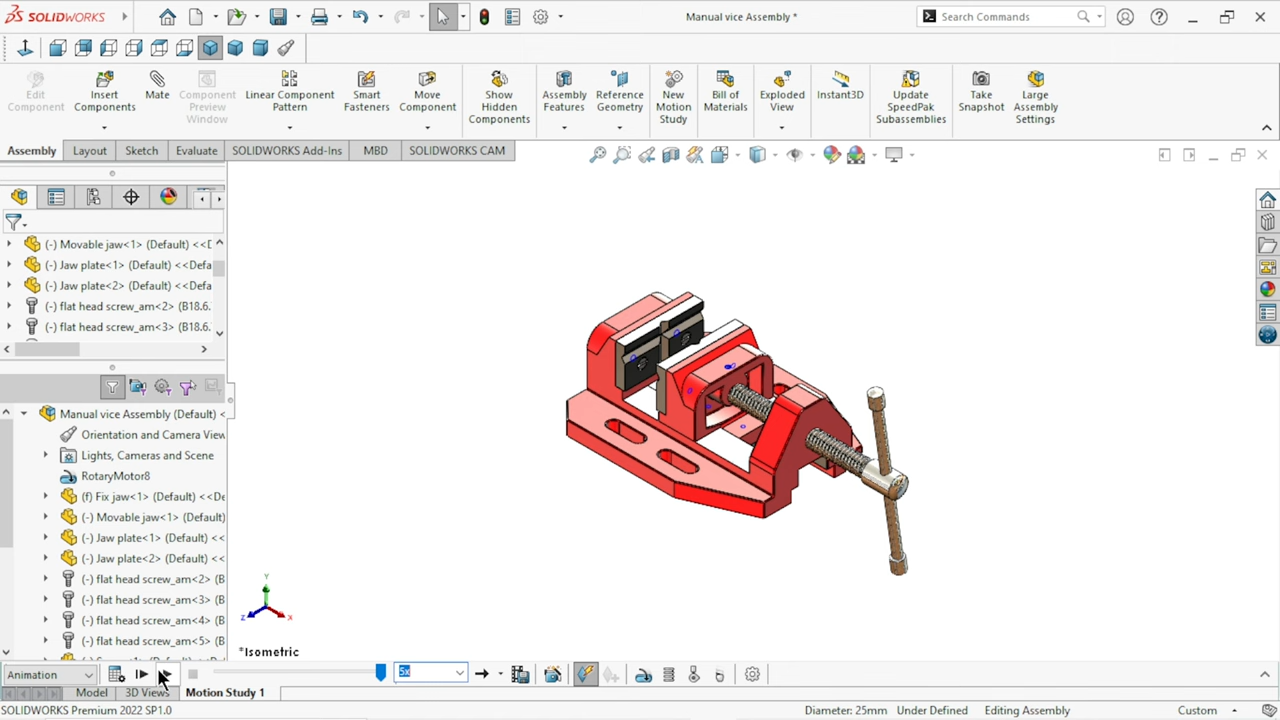 SOLIDWORKS
Manual vice Assembly *
Search Commands
Edit Component
Insert Components
Mate
Component Preview Window
Linear Component Pattern
Smart Fasteners
Move Component
Show Hidden Components
Assembly Features
Reference Geometry
New Motion Study
Bill of Materials
Exploded View
Instant3D
Update SpeedPak Subassemblies
Take Snapshot
Large Assembly Settings
Assembly
Layout
Sketch
Evaluate
SOLIDWORKS Add-Ins
MBD
SOLIDWORKS CAM
(-) Movable jaw<1> (Default) <<D
(-) Jaw plate<1> (Default) <<Defa
(-) Jaw plate<2> (Default) <<Defa
(-) flat head screw_am<2> (B18.6.
(-) flat head screw_am<3> (B18.6.
Manual vice Assembly (Default) <
Orientation and Camera View
Lights, Cameras and Scene
RotaryMotor8
(f) Fix jaw<1> (Default) <<De
(-) Movable jaw<1> (Default)
(-) Jaw plate<1> (Default) <<
(-) Jaw plate<2> (Default) <<
(-) flat head screw_am<2> (B
(-) flat head screw_am<3> (B
(-) flat head screw_am<4> (B
(-) flat head screw_am<5> (B
Y
Z
X
*Isometric
Animation
5x
Model
3D Views
Motion Study 1
SOLIDWORKS Premium 2022 SP1.0
Diameter: 25mm
Under Defined
Editing Assembly
Custom